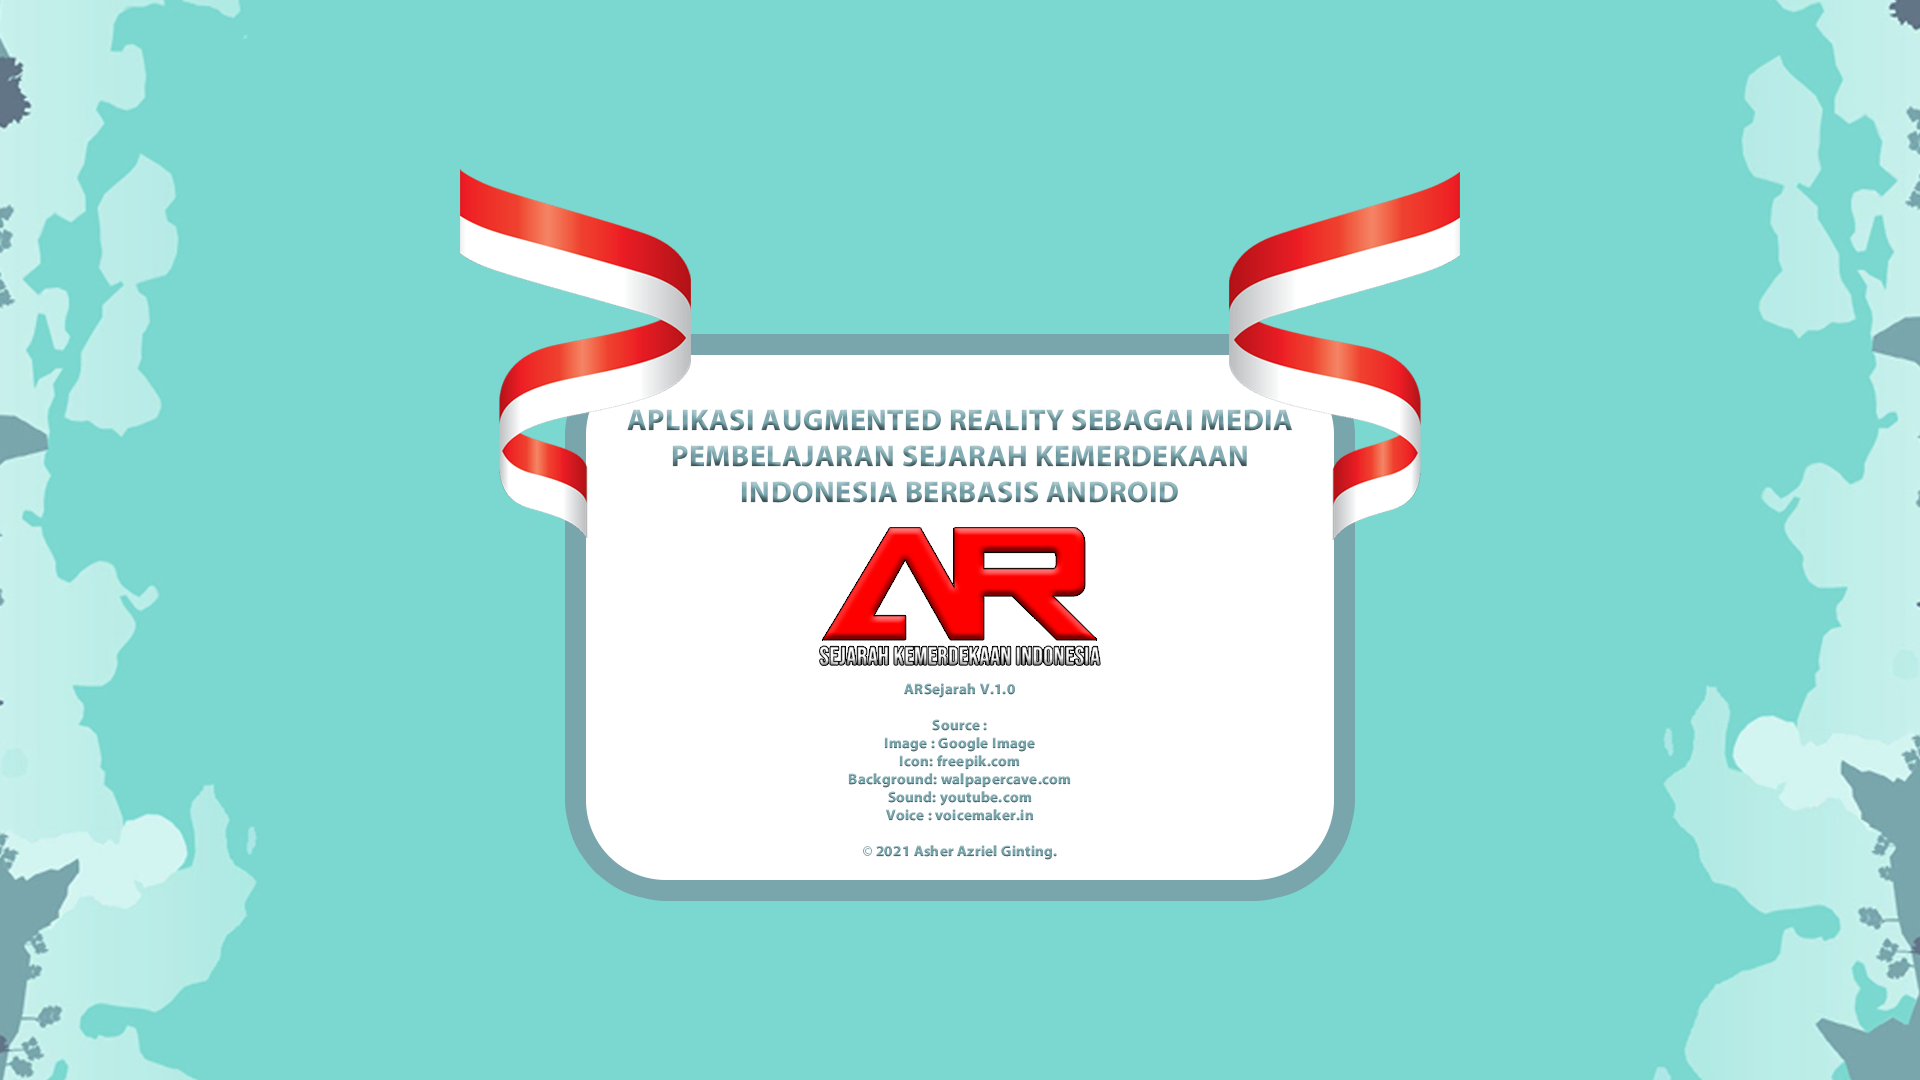 APLIKASI AUGMENTED REALITY SEBAGAI MEDIA
PEMBELAJARAN SEJARAH KEMERDEKAAN
INDONESIA BERBASIS ANDROID
AR
SEJARAH KEMERDEKAAN INDONESIA
ARSejarah V.1.0
Source :
Image : Google Image
Icon: freepik.com
Background: walpapercave.com
Sound: youtube.com
Voice : voicemaker.in
© 2021 Asher Azriel Ginting.